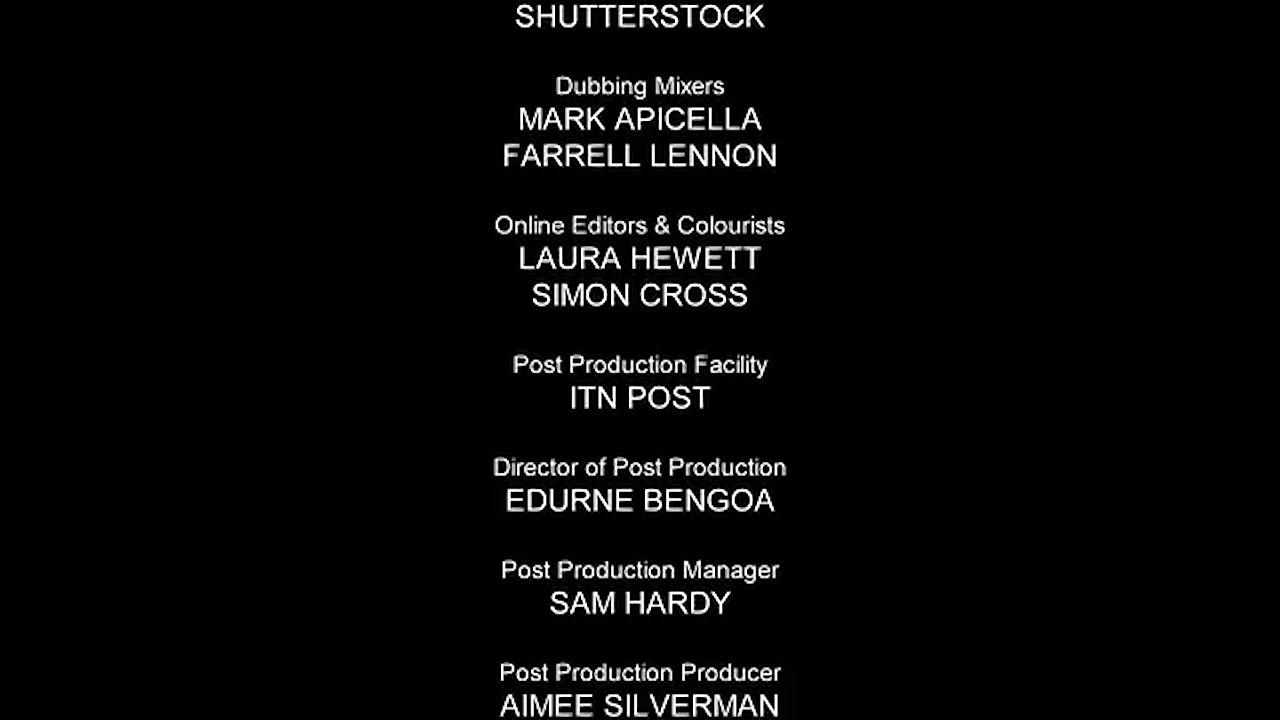 SHUTTERSTOCK
Dubbing Mixers
MARK APICELLA
FARRELL LENNON
Online Editors & Colourists
LAURA HEWETT
SIMON CROSS
Post Production Facility
ITN POST
Director of Post Production
EDURNE BENGOA
Post Production Manager
SAM HARDY
Post Production Producer
AIMEE SILVERMAN